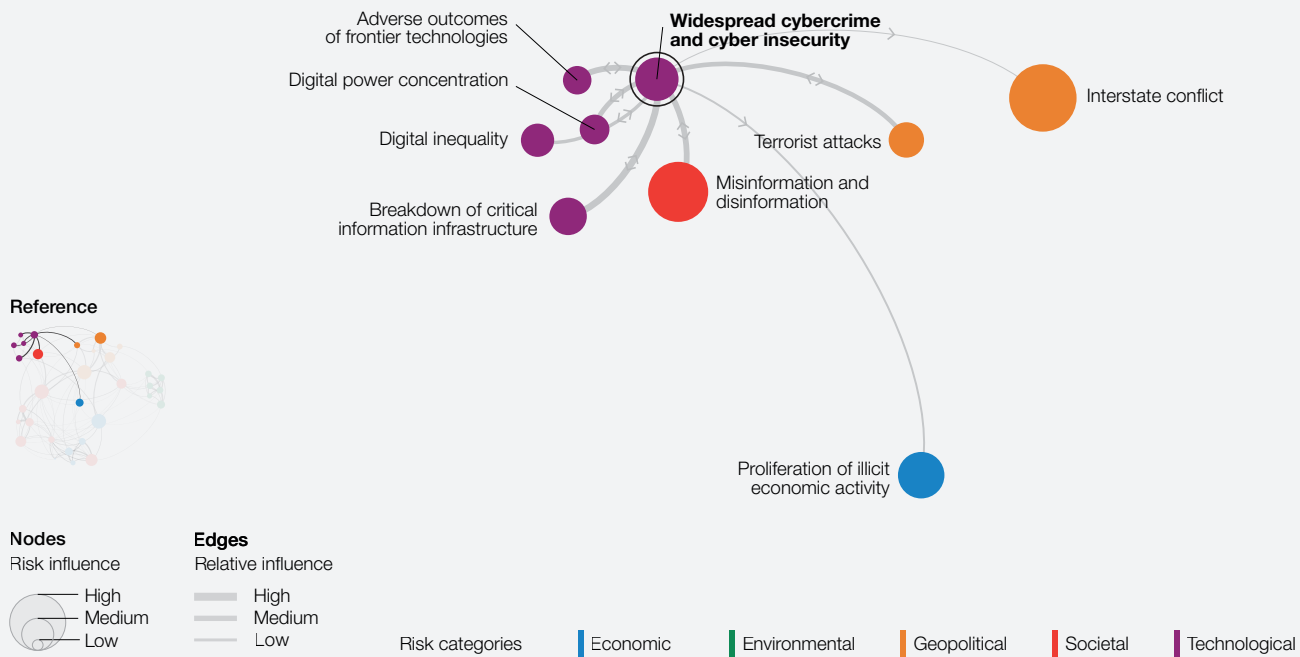 Adverse outcomes
of frontier technologies
Widespread cybercrime
and cyber insecurity
Digital power concentration
Interstate conflict
Digital inequality
Terrorist attacks
Misinformation and
disinformation
Breakdown of critical
information infrastructure
Reference
Proliferation of illicit
economic activity
Nodes
Risk influence
High
Medium
Low
Edges
Relative influence
High
Medium
Low
Risk categories
Economic
Environmental
Geopolitical
Societal
Technological